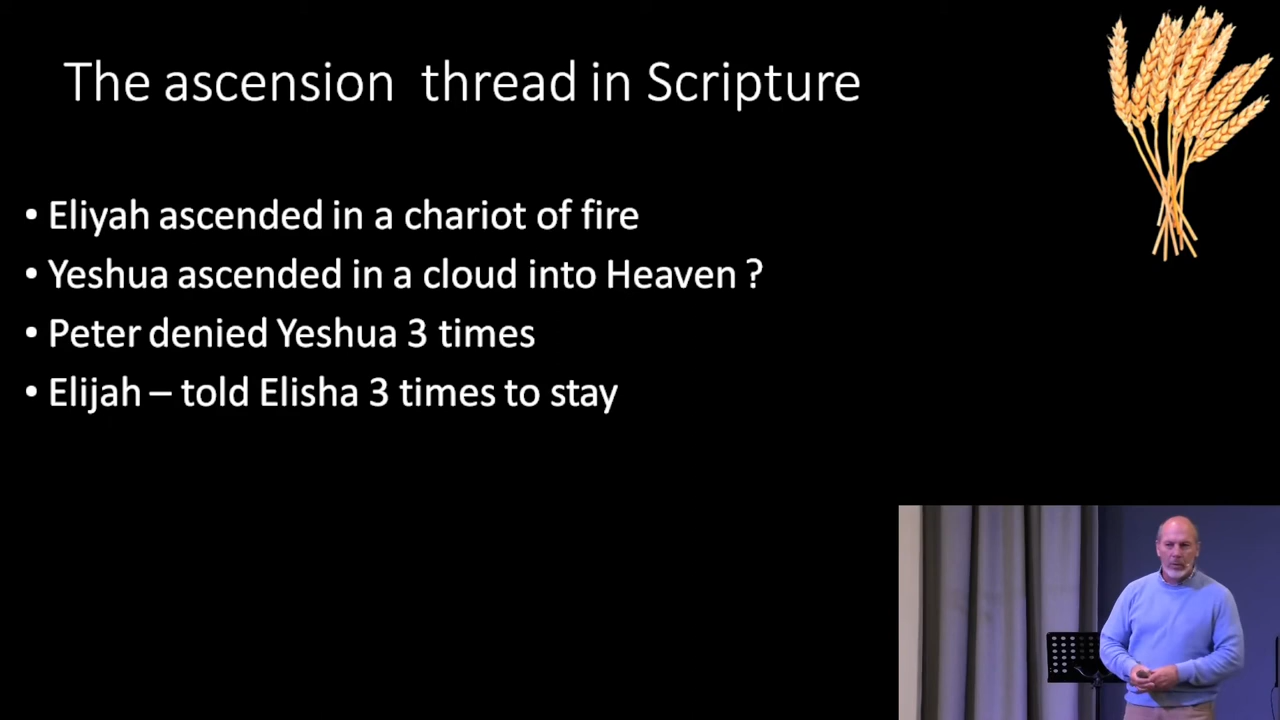 The ascension thread in Scripture
• Eliyah ascended in a chariot of fire
• Yeshua ascended in a cloud into Heaven ?
• Peter denied Yeshua 3 times
• Elijah – told Elisha 3 times to stay